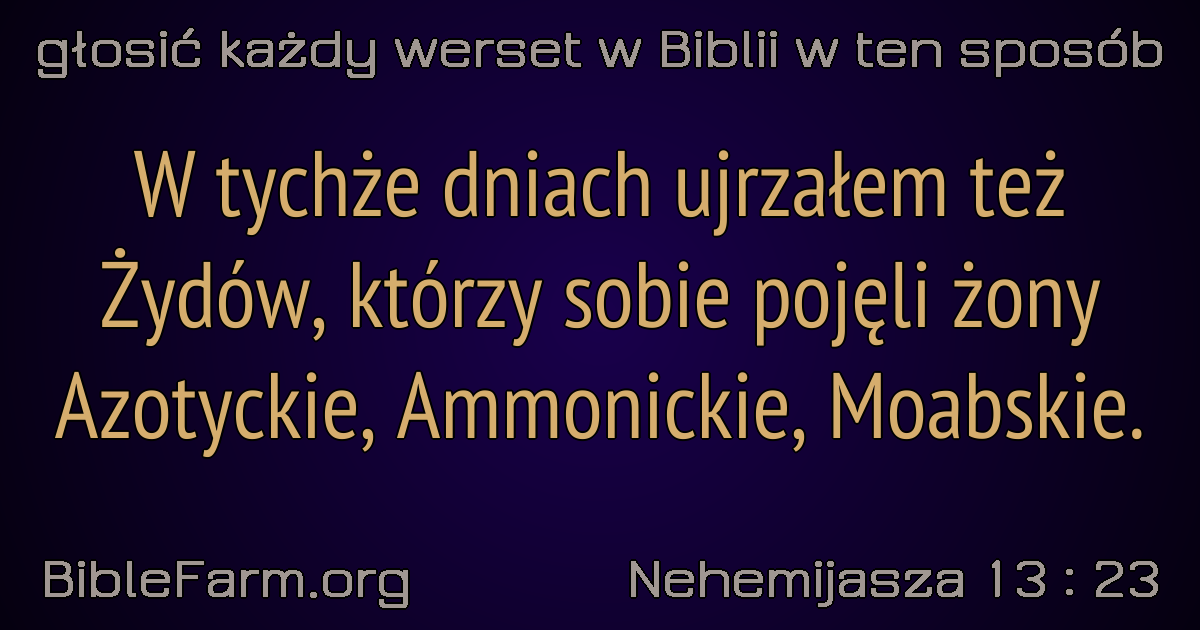 głosić każdy werset w Biblii w ten sposób
W tychże dniach ujrzałem też
Żydów, którzy sobie pojęli żony
Azotyckie, Ammonickie, Moabskie.
BibleFarm.org
Nehemijasza 13 : 23